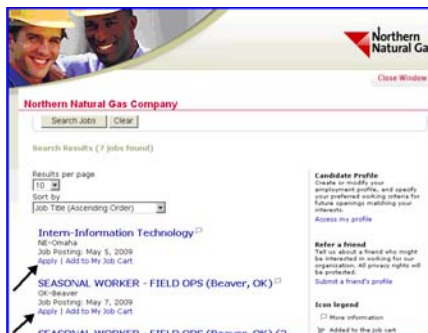 Northern
Natural Ga
Close Window
Northern Natural Gas Company
Search Jobs Clear
Search Results (7 jobs found)
Results per page
10
Sort by
Job Title (Ascending Order)
Intern-Information Technology
NE-Omaha
Job Posting: May 5, 2009
Apply | Add to My Job Cart
SEASONAL WORKER - FIELD OPS (Beaver, OK)
OK-Beaver
Job Posting: May 7, 2009
Apply | Add to My Job Cart
SEASONAL WORKER - FIELD OPS (Beaver, OK) (2
Candidate Profile
Create or modify your
employment profile, and specify
your preferred working criteria for
future openings matching your
interests.
Access my profile
Refer a friend
Tell us about a friend who might
be interested in working for our
organization. All privacy rights will
be protected.
Submit a friend's profile
Icon legend
More information
Added to the job cart